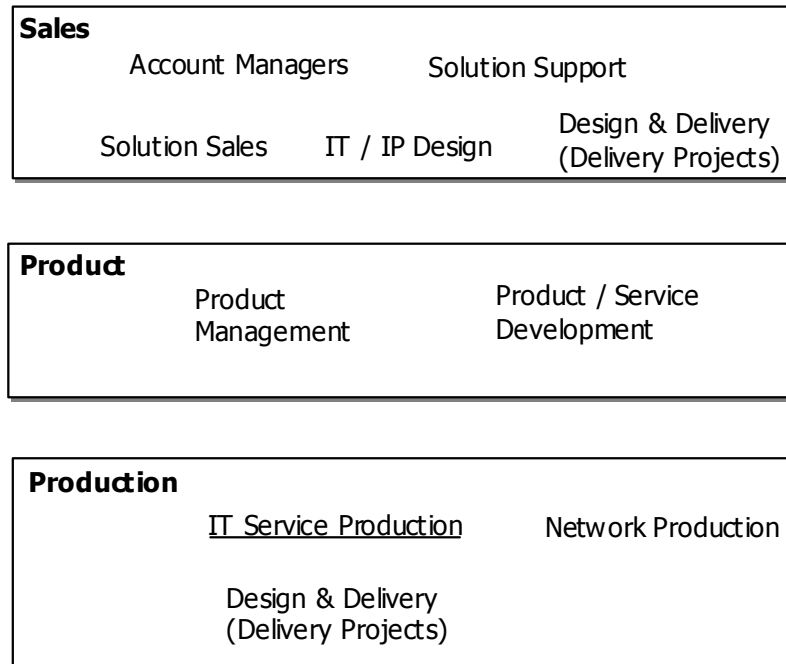 Sales
Account Managers
Solution Support
Solution Sales
IT / IP Design
Design & Delivery
(Delivery Projects)
Product
Product
Management
Product / Service
Development
Production
IT Service Production
Network Production
Design & Delivery
(Delivery Projects)